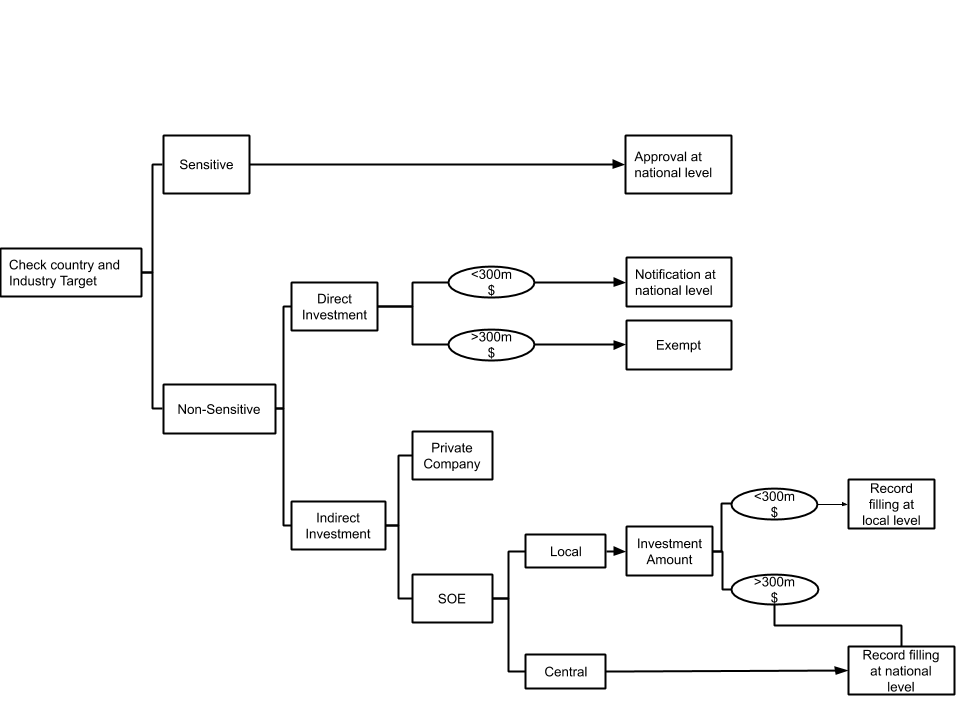 Sensitive
Approval at
national level
Check country and
Industry Target
Direct
Investment
<300m
$
Notification at
national level
>300m
$
Exempt
Non-Sensitive
Private
Company
Indirect
Investment
SOE
Local
Investment
Amount
<300m
$
Record
filling at
local level
>300m
$
Central
Record filling
at national
level